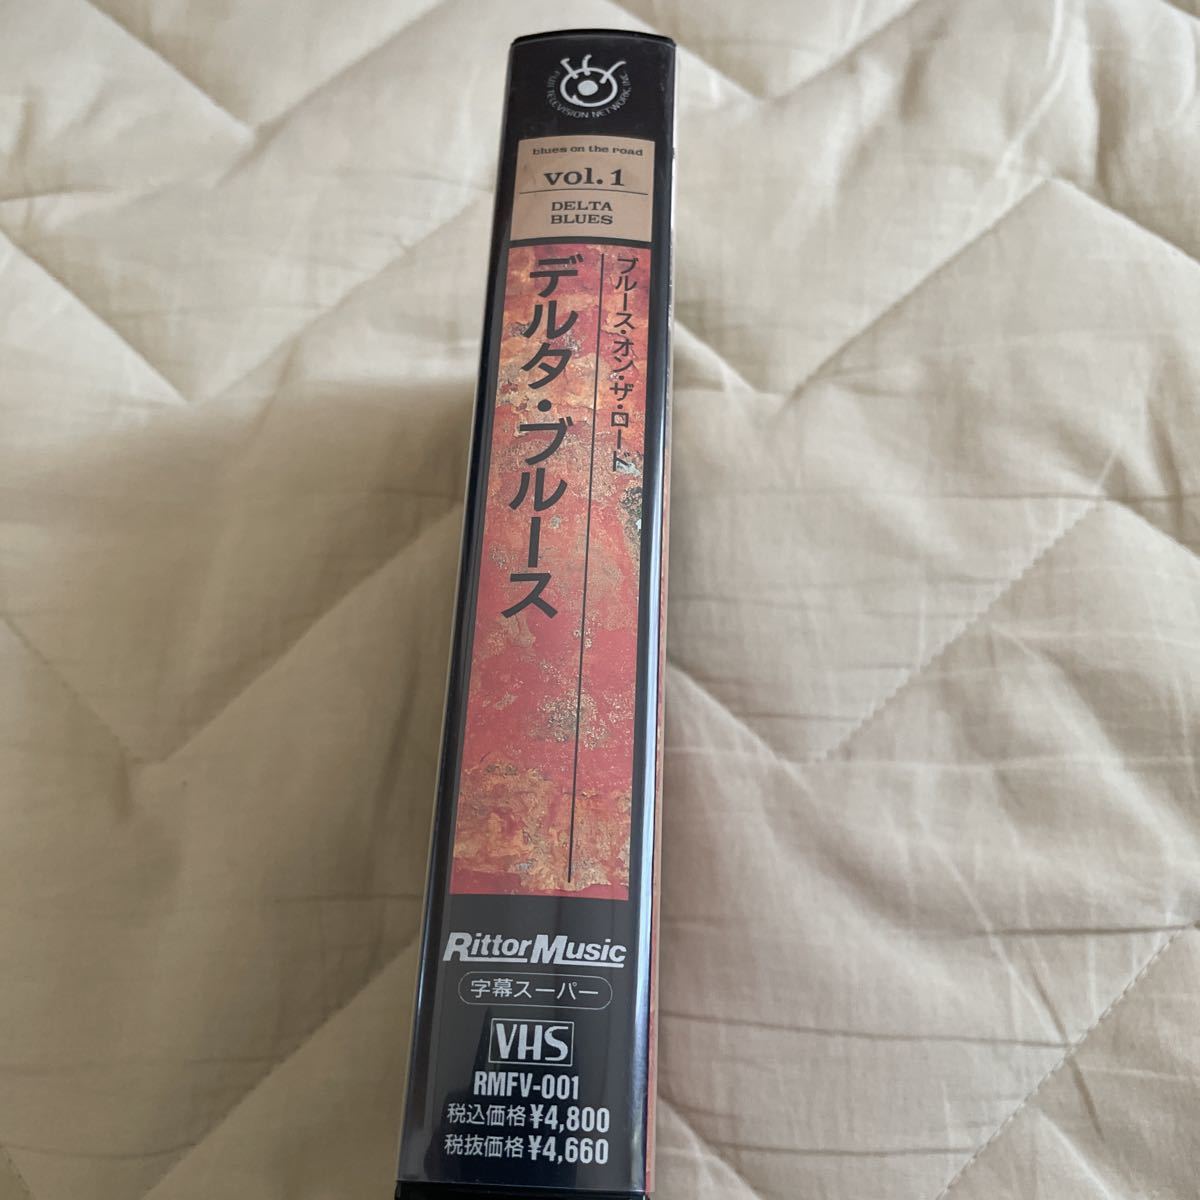 FUJI TELEVISION NETWORK, INC.
blues on the road
vol.1
DELTA
BLUES
ブルース・オン・ザ・ロード
デルタ・ブルース
RittorMusic
字幕スーパー
VHS
RMFV-001
税込価格¥4,800
税抜価格¥4,660